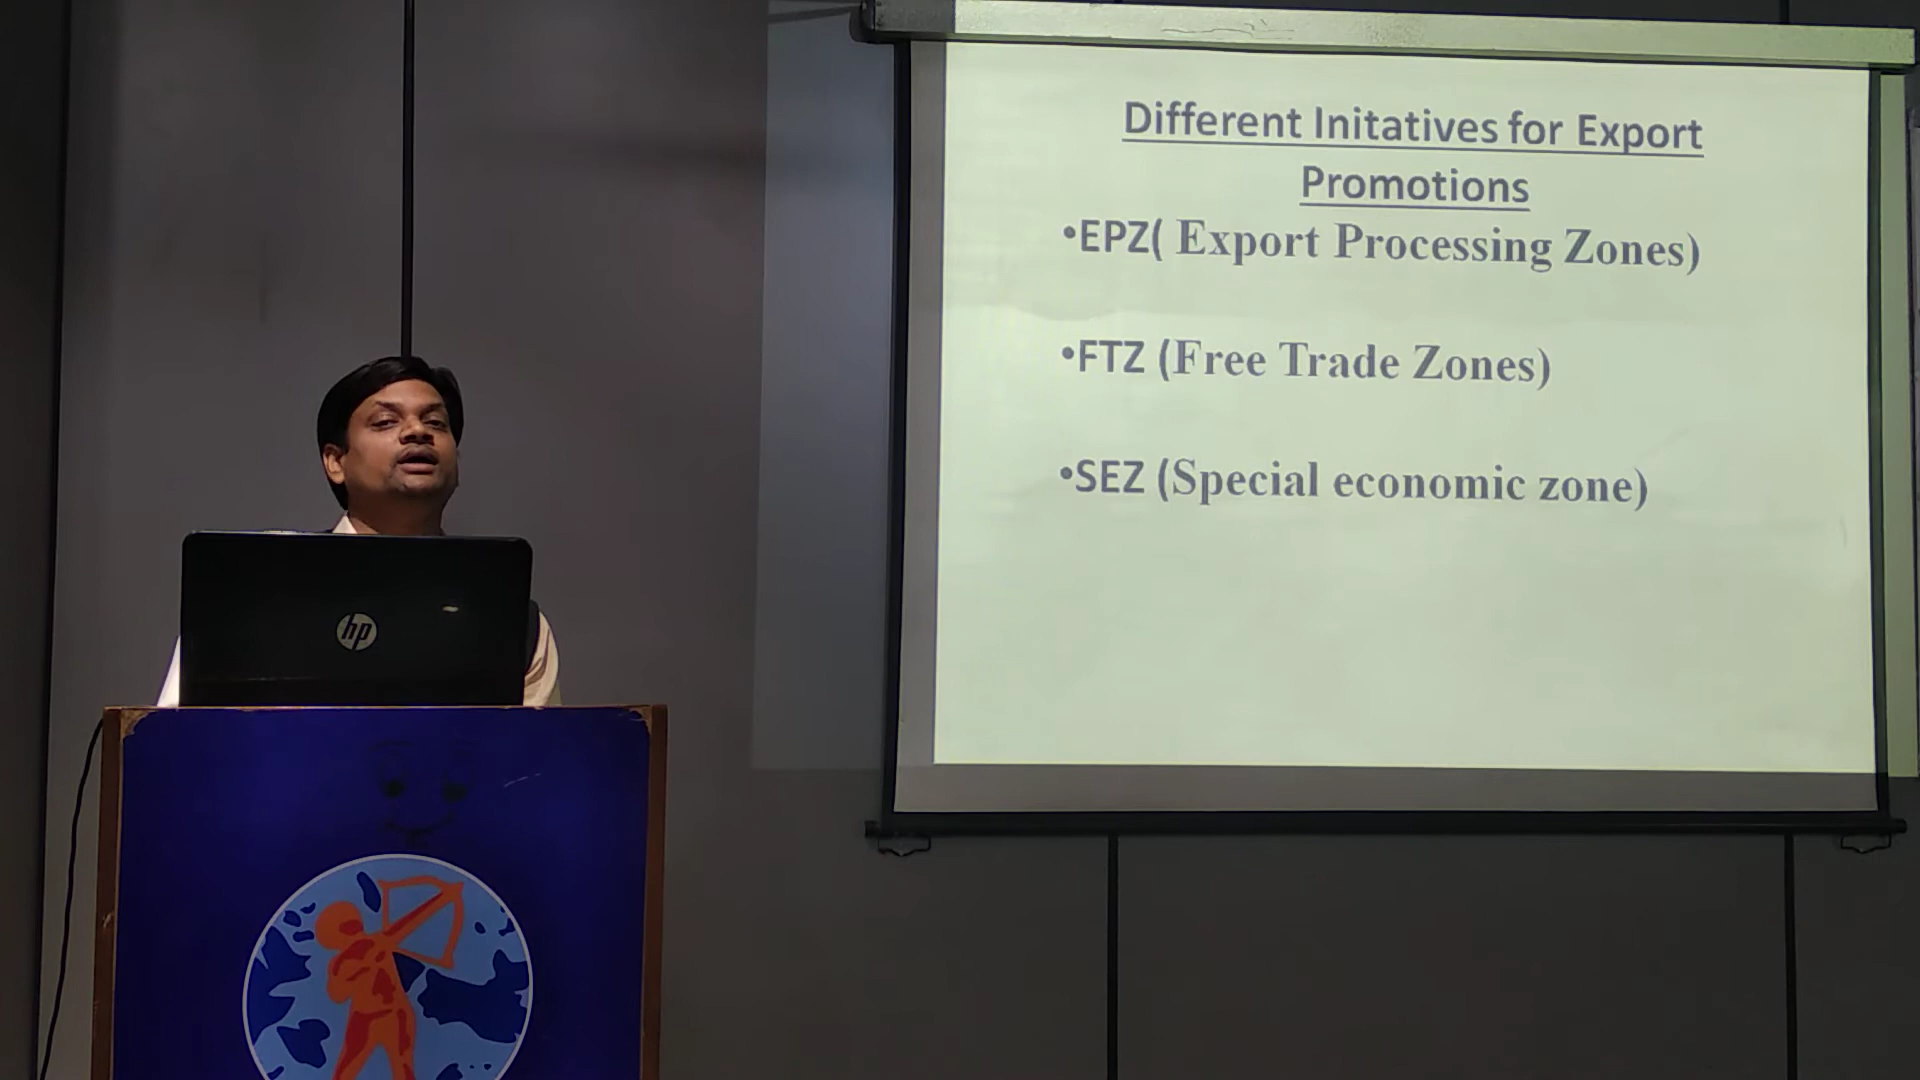 Different Initatives for Export
Promotions
•EPZ( Export Processing Zones)
•FTZ (Free Trade Zones)
•SEZ (Special economic zone)
hp